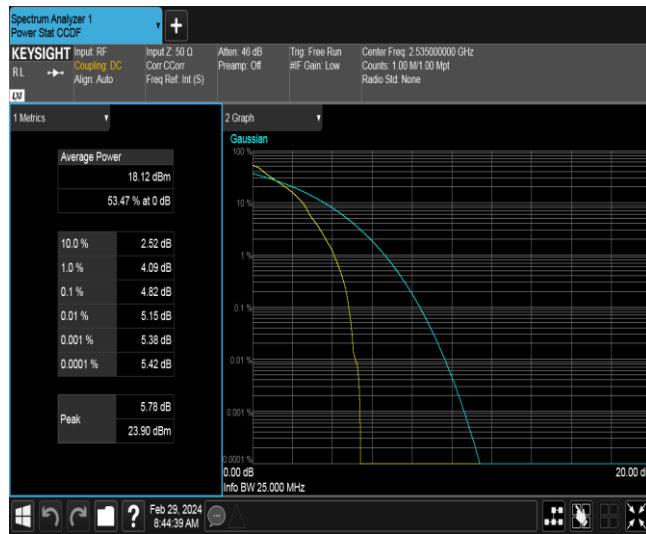 Spectrum Analyzer 1
Power Stat CCDF
+
KEYSIGHT
RL
LXI
Input: RF
Coupling: DC
Align: Auto
Input Z: 50 Ω
Corr CCorr
Freq Ref: Int (S)
Atten: 46 dB
Preamp: Off
Trig: Free Run
#IF Gain: Low
Center Freq: 2.535000000 GHz
Counts: 1.00 M/1.00 Mpt
Radio Std: None
1 Metrics
Average Power
18.12 dBm
53.47 % at 0 dB
10.0 % 2.52 dB
1.0 % 4.09 dB
0.1 % 4.82 dB
0.01 % 5.15 dB
0.001 % 5.38 dB
0.0001 % 5.42 dB
Peak
5.78 dB
23.90 dBm
2 Graph
Gaussian
100 %
10 %
1 %
0.1 %
0.01 %
0.001 %
0.0001 %
0.00 dB
20.00 d
Info BW 25.000 MHz
?
Feb 29, 2024
8:44:39 AM